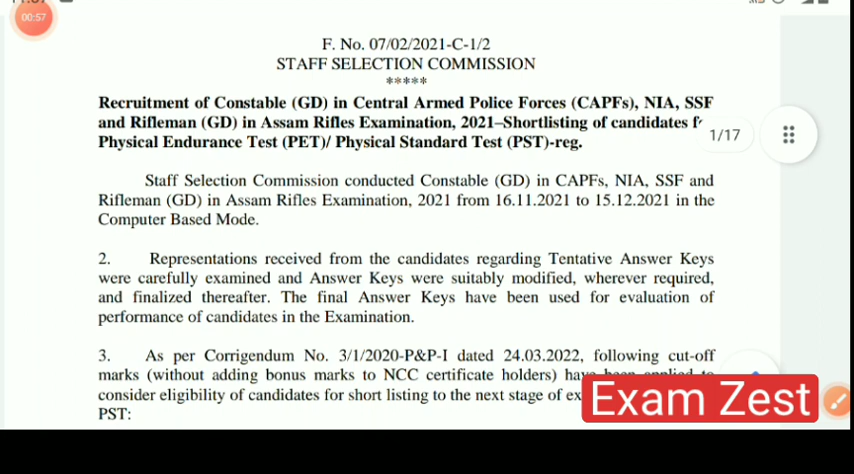 00:57
F. No. 07/02/2021-C-1/2
STAFF SELECTION COMMISSION
*****
Recruitment of Constable (GD) in Central Armed Police Forces (CAPFs), NIA, SSF
and Rifleman (GD) in Assam Rifles Examination, 2021–Shortlisting of candidates
1/17
Physical Endurance Test (PET)/ Physical Standard Test (PST)-reg.
Staff Selection Commission conducted Constable (GD) in CAPFs, NIA, SSF and
Rifleman (GD) in Assam Rifles Examination, 2021 from 16.11.2021 to 15.12.2021 in the
Computer Based Mode.
2. Representations received from the candidates regarding Tentative Answer Keys
were carefully examined and Answer Keys were suitably modified, wherever required,
and finalized thereafter. The final Answer Keys have been used for evaluation of
performance of candidates in the Examination.
3. As per Corrigendum No. 3/1/2020-P&P-I dated 24.03.2022, following cut-off
marks (without adding bonus marks to NCC certificate holders)
consider eligibility of candidates for short listing to the next stage of
PST:
Exam Zest